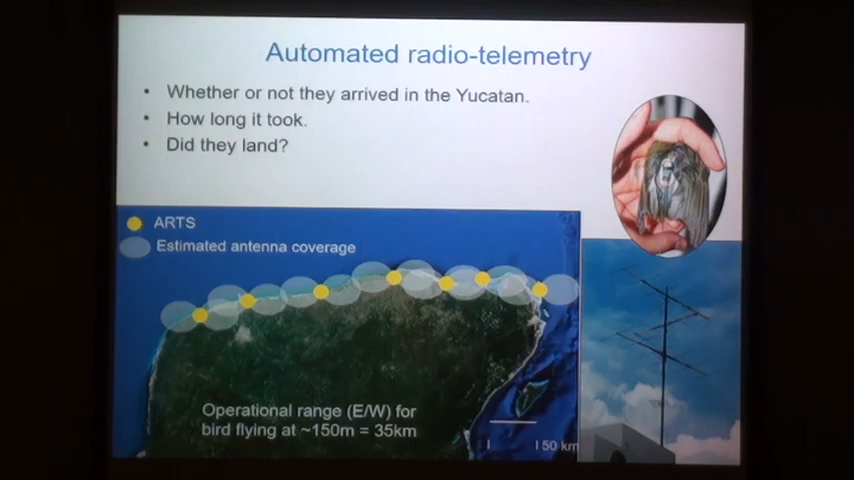 Automated radio-telemetry
• Whether or not they arrived in the Yucatan.
• How long it took.
• Did they land?
ARTS
Estimated antenna coverage
Operational range (E/W) for
bird flying at ~150m = 35km
50 km